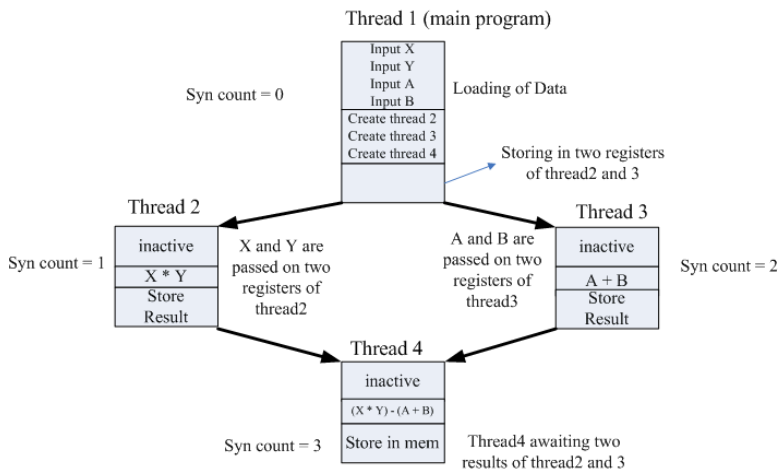 Thread 1 (main program)
Input X
Input Y
Input A
Input B
Syn count = 0
Loading of Data
Create thread 2
Create thread 3
Create thread 4
Storing in two registers
of thread2 and 3
Thread 2
inactive
X * Y
Store
Result
Syn count = 1
X and Y are
passed on two
registers of
thread2
A and B are
passed on two
registers of
thread3
Thread 3
inactive
A + B
Store
Result
Syn count = 2
Thread 4
inactive
(X * Y) - (A + B)
Store in mem
Syn count = 3
Thread4 awaiting two
results of thread2 and 3